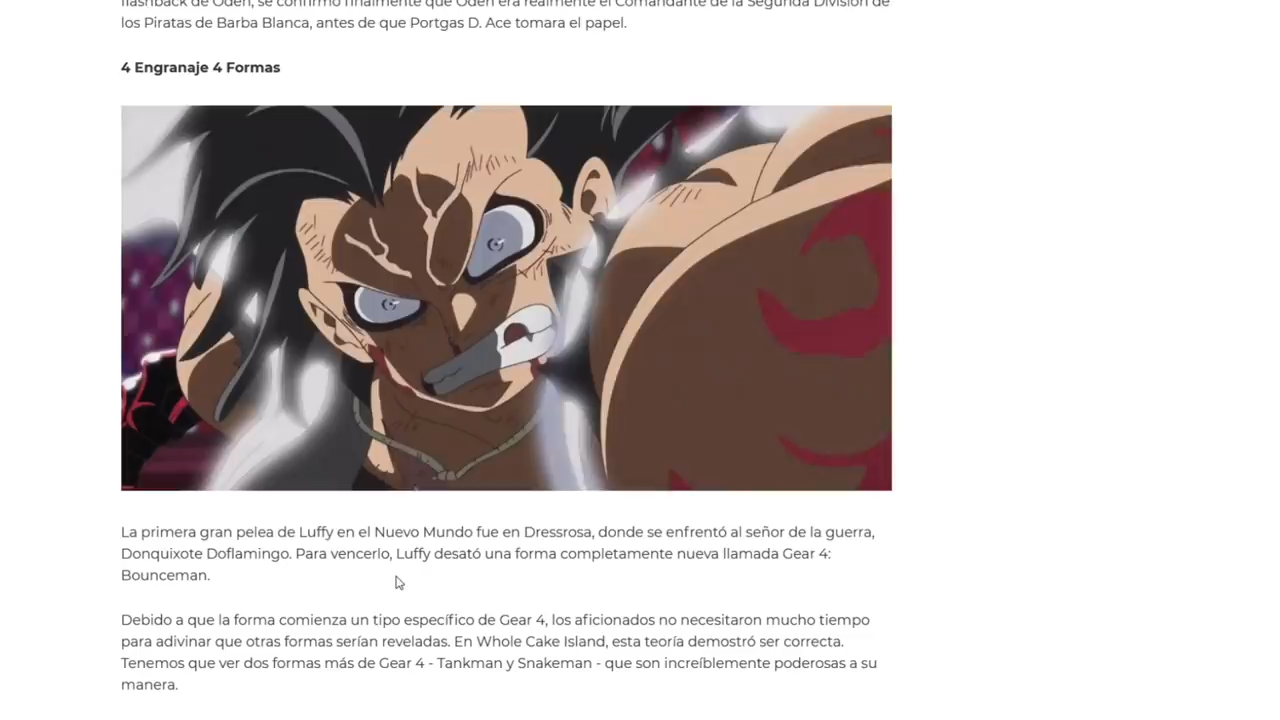 flashback de Oden, se confirmó finalmente que Oden era realmente el Comandante de la Segunda División de
los Piratas de Barba Blanca, antes de que Portgas D. Ace tomara el papel.
4 Engranaje 4 Formas
La primera gran pelea de Luffy en el Nuevo Mundo fue en Dressrosa, donde se enfrentó al señor de la guerra,
Donquixote Doflamingo. Para vencerlo, Luffy desató una forma completamente nueva llamada Gear 4:
Bounceman.
Debido a que la forma comienza un tipo específico de Gear 4, los aficionados no necesitaron mucho tiempo
para adivinar que otras formas serían reveladas. En Whole Cake Island, esta teoría demostró ser correcta.
Tenemos que ver dos formas más de Gear 4 - Tankman y Snakeman - que son increíblemente poderosas a su
manera.